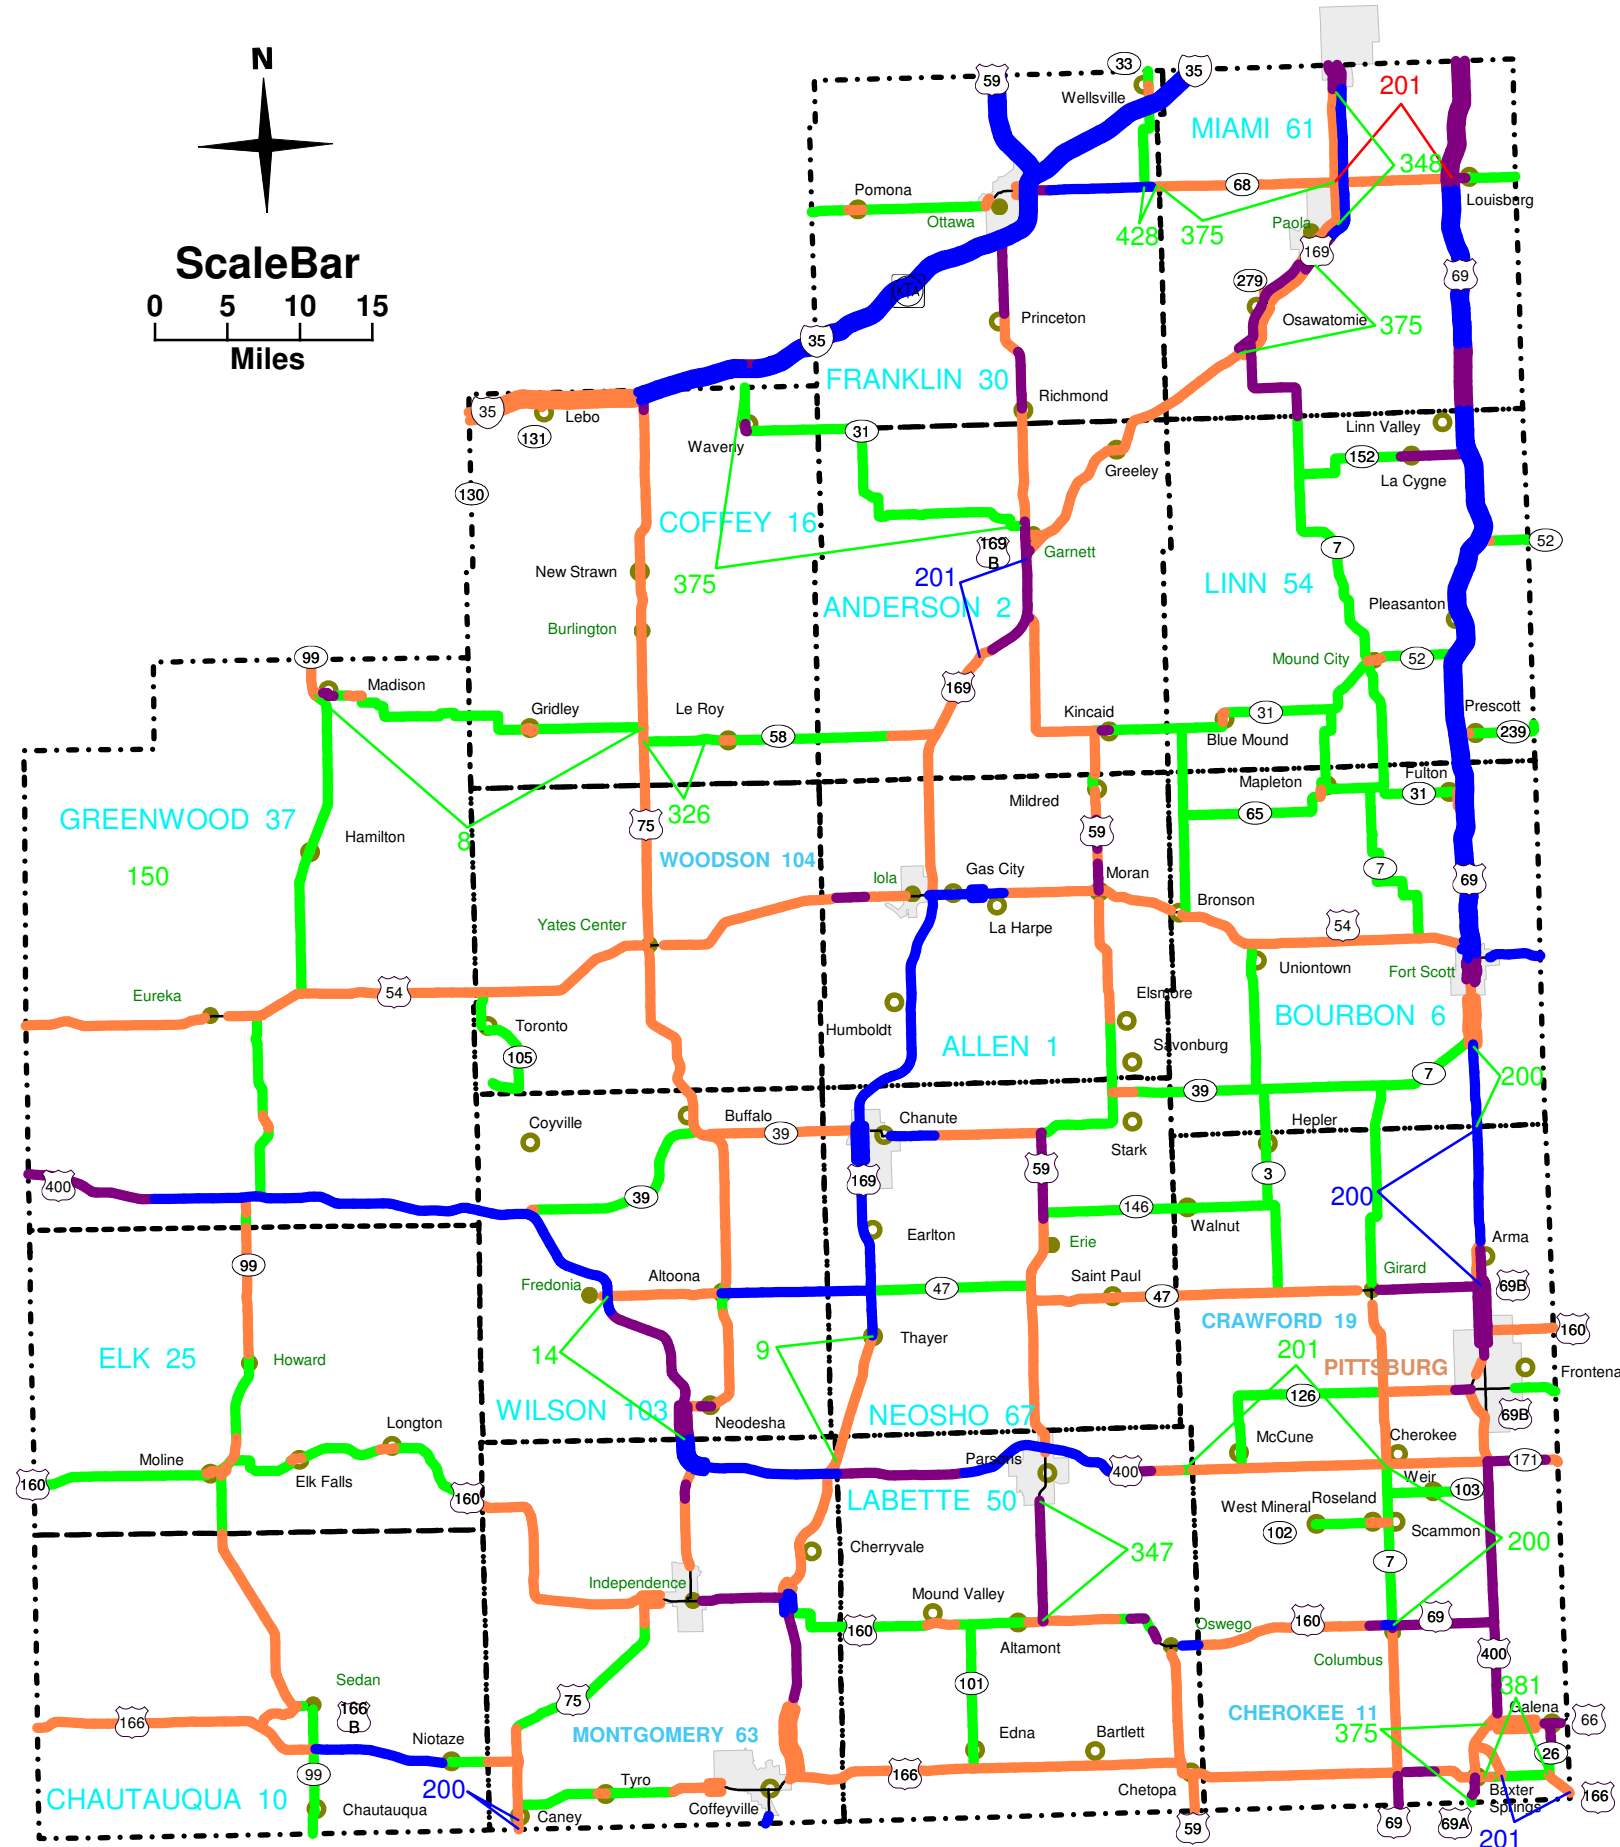 N
ScaleBar
0 5 10 15
Miles
59
33
35
Wellsville
201
MIAMI 61
348
Pomona
68
Ottawa
Louisburg
428
375
Paola
169
69
279
KTA
Princeton
Osawatomie
375
35
FRANKLIN 30
Richmond
35
Lebo
131
Waverly
31
Linn Valley
152
La Cygne
Greeley
130
COFFEY 16
169
B
Garnett
7
52
New Strawn
375
201
ANDERSON 2
LINN 54
Pleasanton
Burlington
Mound City
52
99
Madison
169
Gridley
Le Roy
58
Kincaid
31
Blue Mound
Prescott
239
GREENWOOD 37
8
326
Mildred
Mapleton
Fulton
31
65
75
59
Hamilton
150
WOODSON 104
Iola
Gas City
Moran
7
69
La Harpe
Bronson
Yates Center
54
Uniontown
Fort Scott
Eureka
54
Toronto
Humboldt
Elsmore
BOURBON 6
105
ALLEN 1
Savonburg
7
200
39
Coyville
Buffalo
39
Chanute
Stark
Hepler
400
39
169
59
3
146
Walnut
200
Earlton
Erie
Arma
99
Fredonia
Altoona
47
Saint Paul
47
Girard
69B
CRAWFORD 19
160
Thayer
14
9
201
ELK 25
Howard
PITTSBURG
Frontena
126
WILSON 103
Neodesha
NEOSHO 67
69B
Longton
McCune
Cherokee
Moline
Elk Falls
Parsons
400
171
160
160
LABETTE 50
Weir
103
West Mineral
Roseland
102
Scammon
Cherryvale
347
200
7
Independence
Mound Valley
160
Altamont
Oswego
160
69
Columbus
400
101
Sedan
166
B
166
75
381
Galena
66
CHEROKEE 11
375
Niotaze
MONTGOMERY 63
Edna
Bartlett
26
99
200
Tyro
166
Chetopa
Baxter
Springs
166
CHAUTAUQUA 10
Chautauqua
Caney
Coffeyville
59
69
69A
201